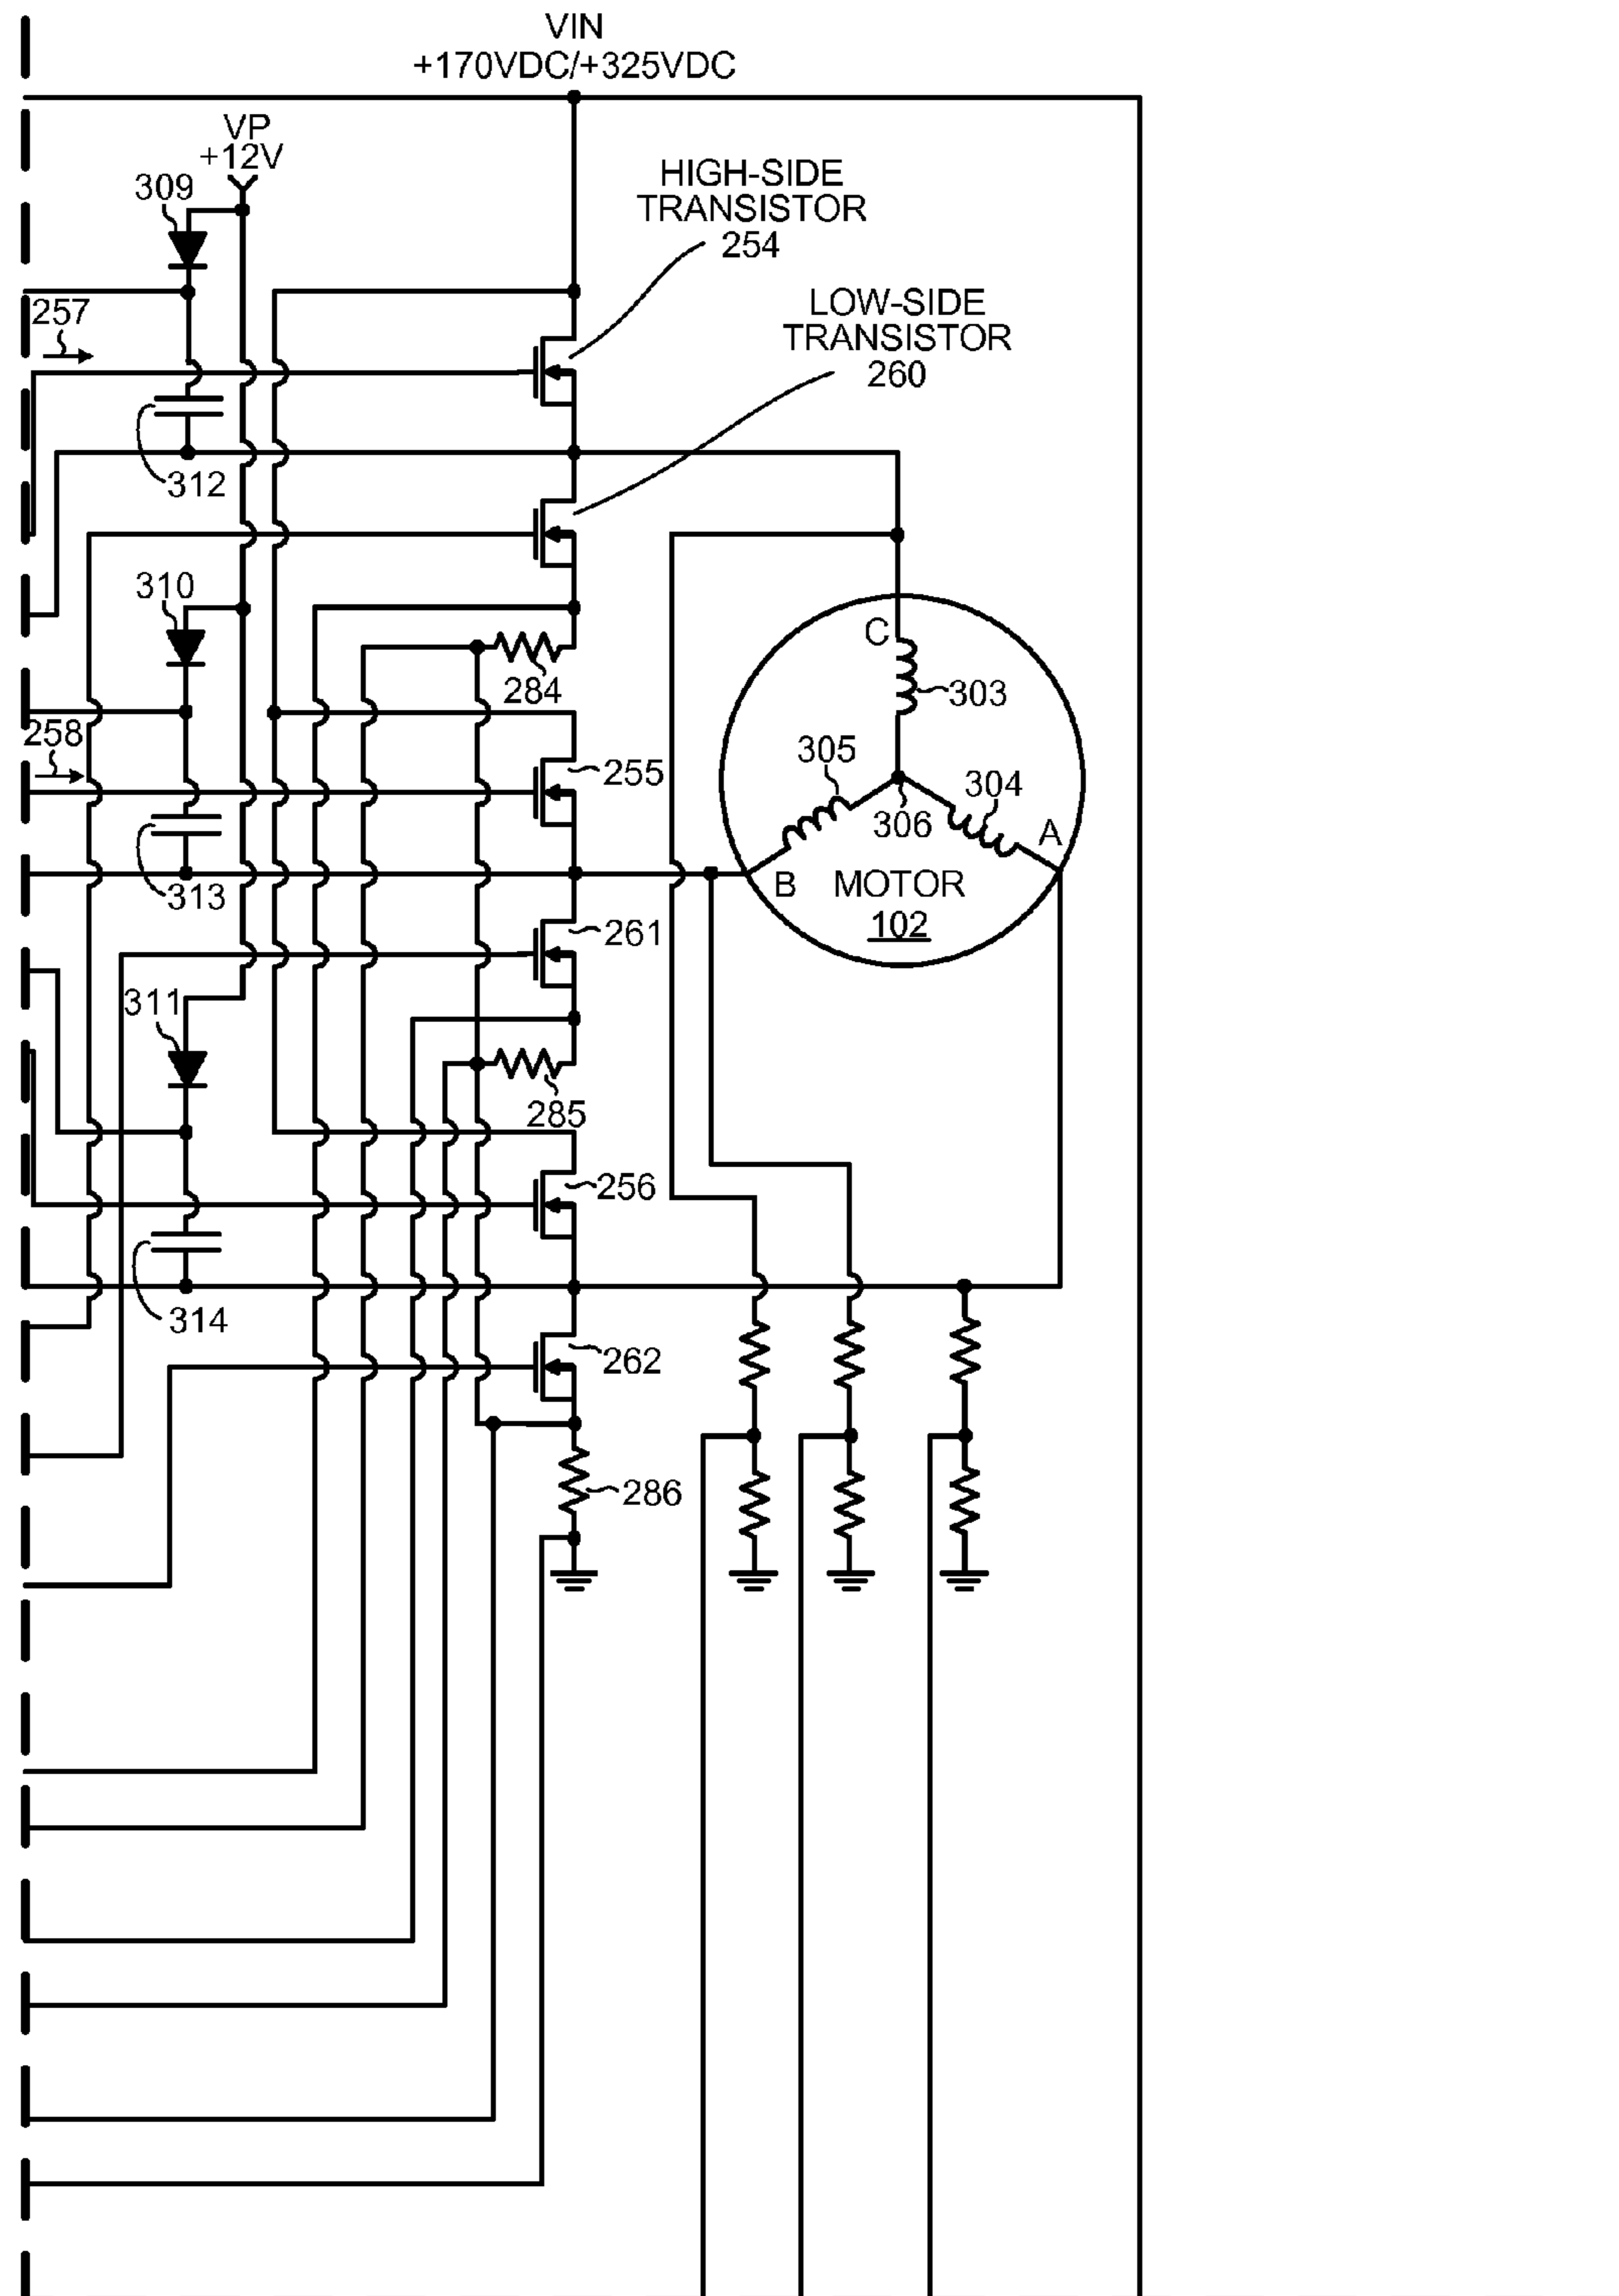 VIN
+170VDC/+325VDC
VP
+12V
309
HIGH-SIDE
TRANSISTOR
254
257
LOW-SIDE
TRANSISTOR
260
312
310
C
284
303
258
305
255
304
306
A
313
B
MOTOR
102
261
311
285
256
314
262
286